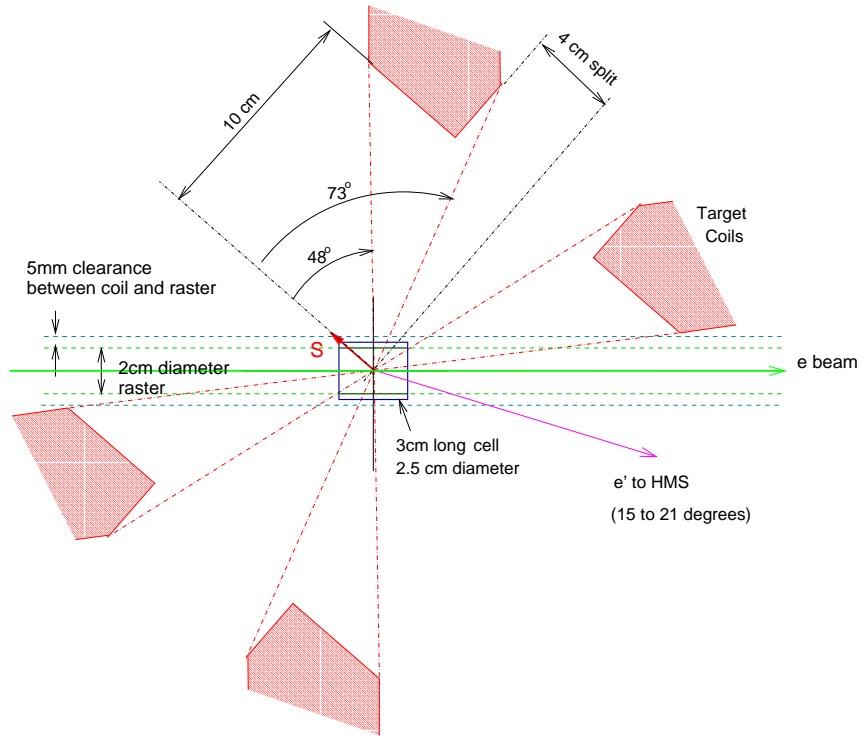 10 cm
4 cm split
73°
48°
Target
Coils
5mm clearance
between coil and raster
S
2cm diameter
raster
e beam
3cm long cell
2.5 cm diameter
e' to HMS
(15 to 21 degrees)